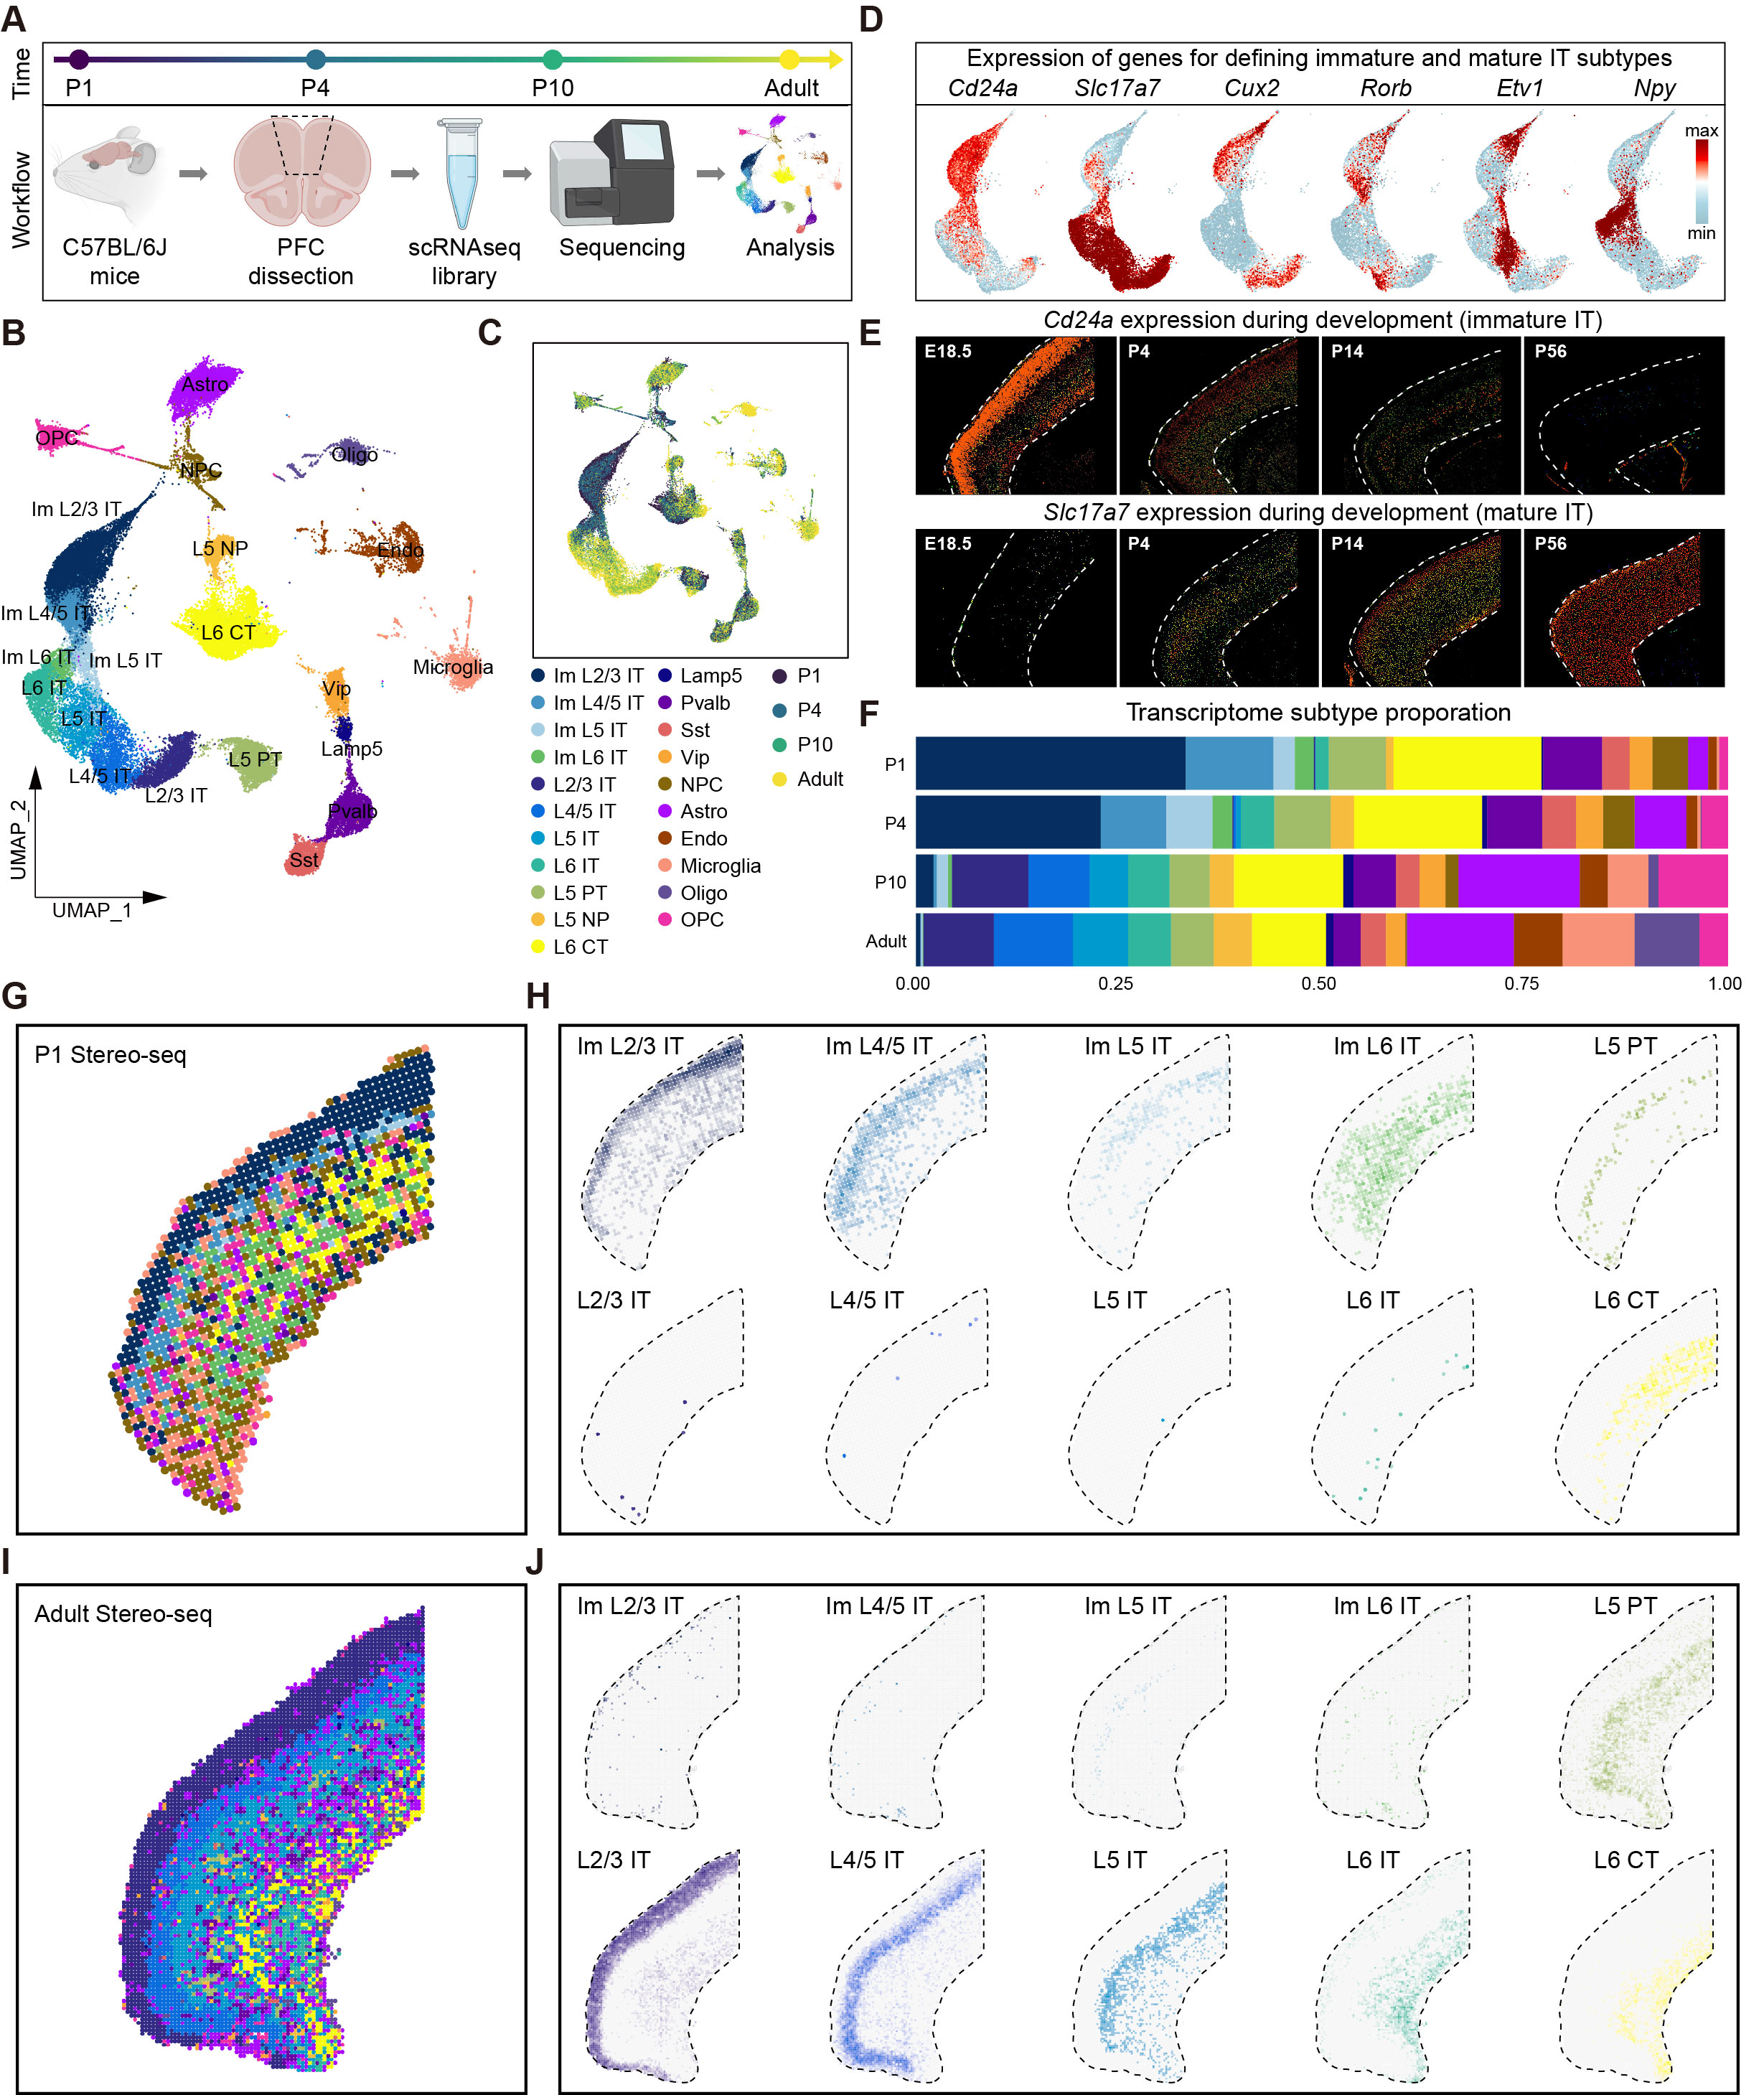 A
Time
P1
P4
P10
Adult
Workflow
C57BL/6J
mice
PFC
dissection
scRNAseq
library
Sequencing
Analysis
D
Expression of genes for defining immature and mature IT subtypes
Cd24a
Slc17a7
Cux2
Rorb
Etv1
Npy
max
min
B
Astro
OPC
NPC
Oligo
Im L2/3 IT
L5 NP
Endo
Im L4/5 IT
L6 CT
Im L6 IT
Im L5 IT
Microglia
L6 IT
Vip
L5 IT
Lamp5
L5 PT
L4/5 IT
L2/3 IT
Pvalb
Sst
UMAP_2
UMAP_1
C
Im L2/3 IT
Im L4/5 IT
Im L5 IT
Im L6 IT
L2/3 IT
L4/5 IT
L5 IT
L6 IT
L5 PT
L5 NP
L6 CT
Lamp5
Pvalb
Sst
Vip
NPC
Astro
Endo
Microglia
Oligo
OPC
P1
P4
P10
Adult
E
Cd24a expression during development (immature IT)
E18.5
P4
P14
P56
Slc17a7 expression during development (mature IT)
E18.5
P4
P14
P56
F
Transcriptome subtype proporation
P1
P4
P10
Adult
0.00
0.25
0.50
0.75
1.00
G
P1 Stereo-seq
H
Im L2/3 IT
Im L4/5 IT
Im L5 IT
Im L6 IT
L5 PT
L2/3 IT
L4/5 IT
L5 IT
L6 IT
L6 CT
I
Adult Stereo-seq
J
Im L2/3 IT
Im L4/5 IT
Im L5 IT
Im L6 IT
L5 PT
L2/3 IT
L4/5 IT
L5 IT
L6 IT
L6 CT